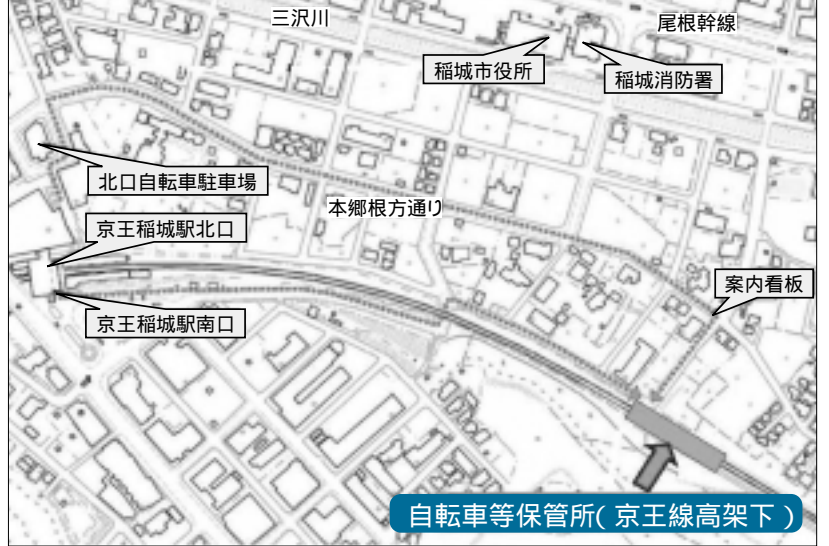 三沢川
尾根幹線
稲城市役所
稲城消防署
北口自転車駐車場
本郷根方通り
京王稲城駅北口
案内看板
京王稲城駅南口
自転車等保管所(京王線高架下)